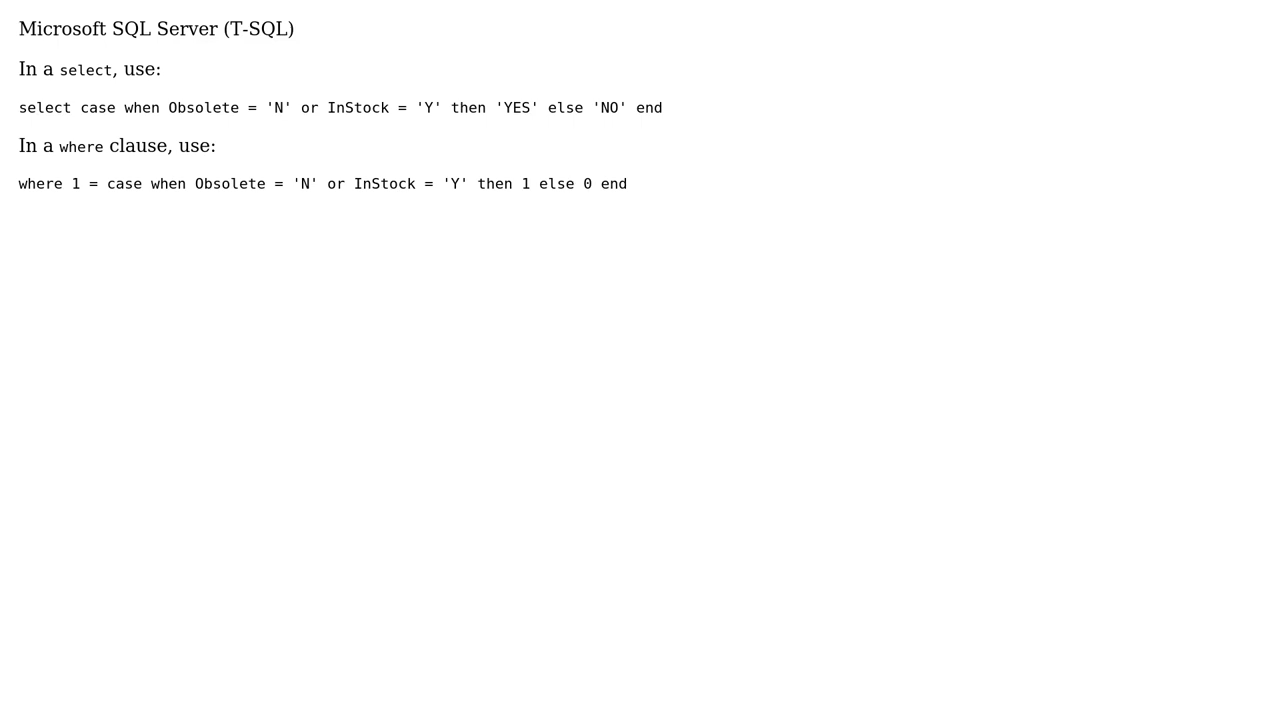 Microsoft SQL Server (T-SQL)
In a select, use:
select case when Obsolete = 'N' or InStock = 'Y' then 'YES' else 'NO' end
In a where clause, use:
where 1 = case when Obsolete = 'N' or InStock = 'Y' then 1 else 0 end